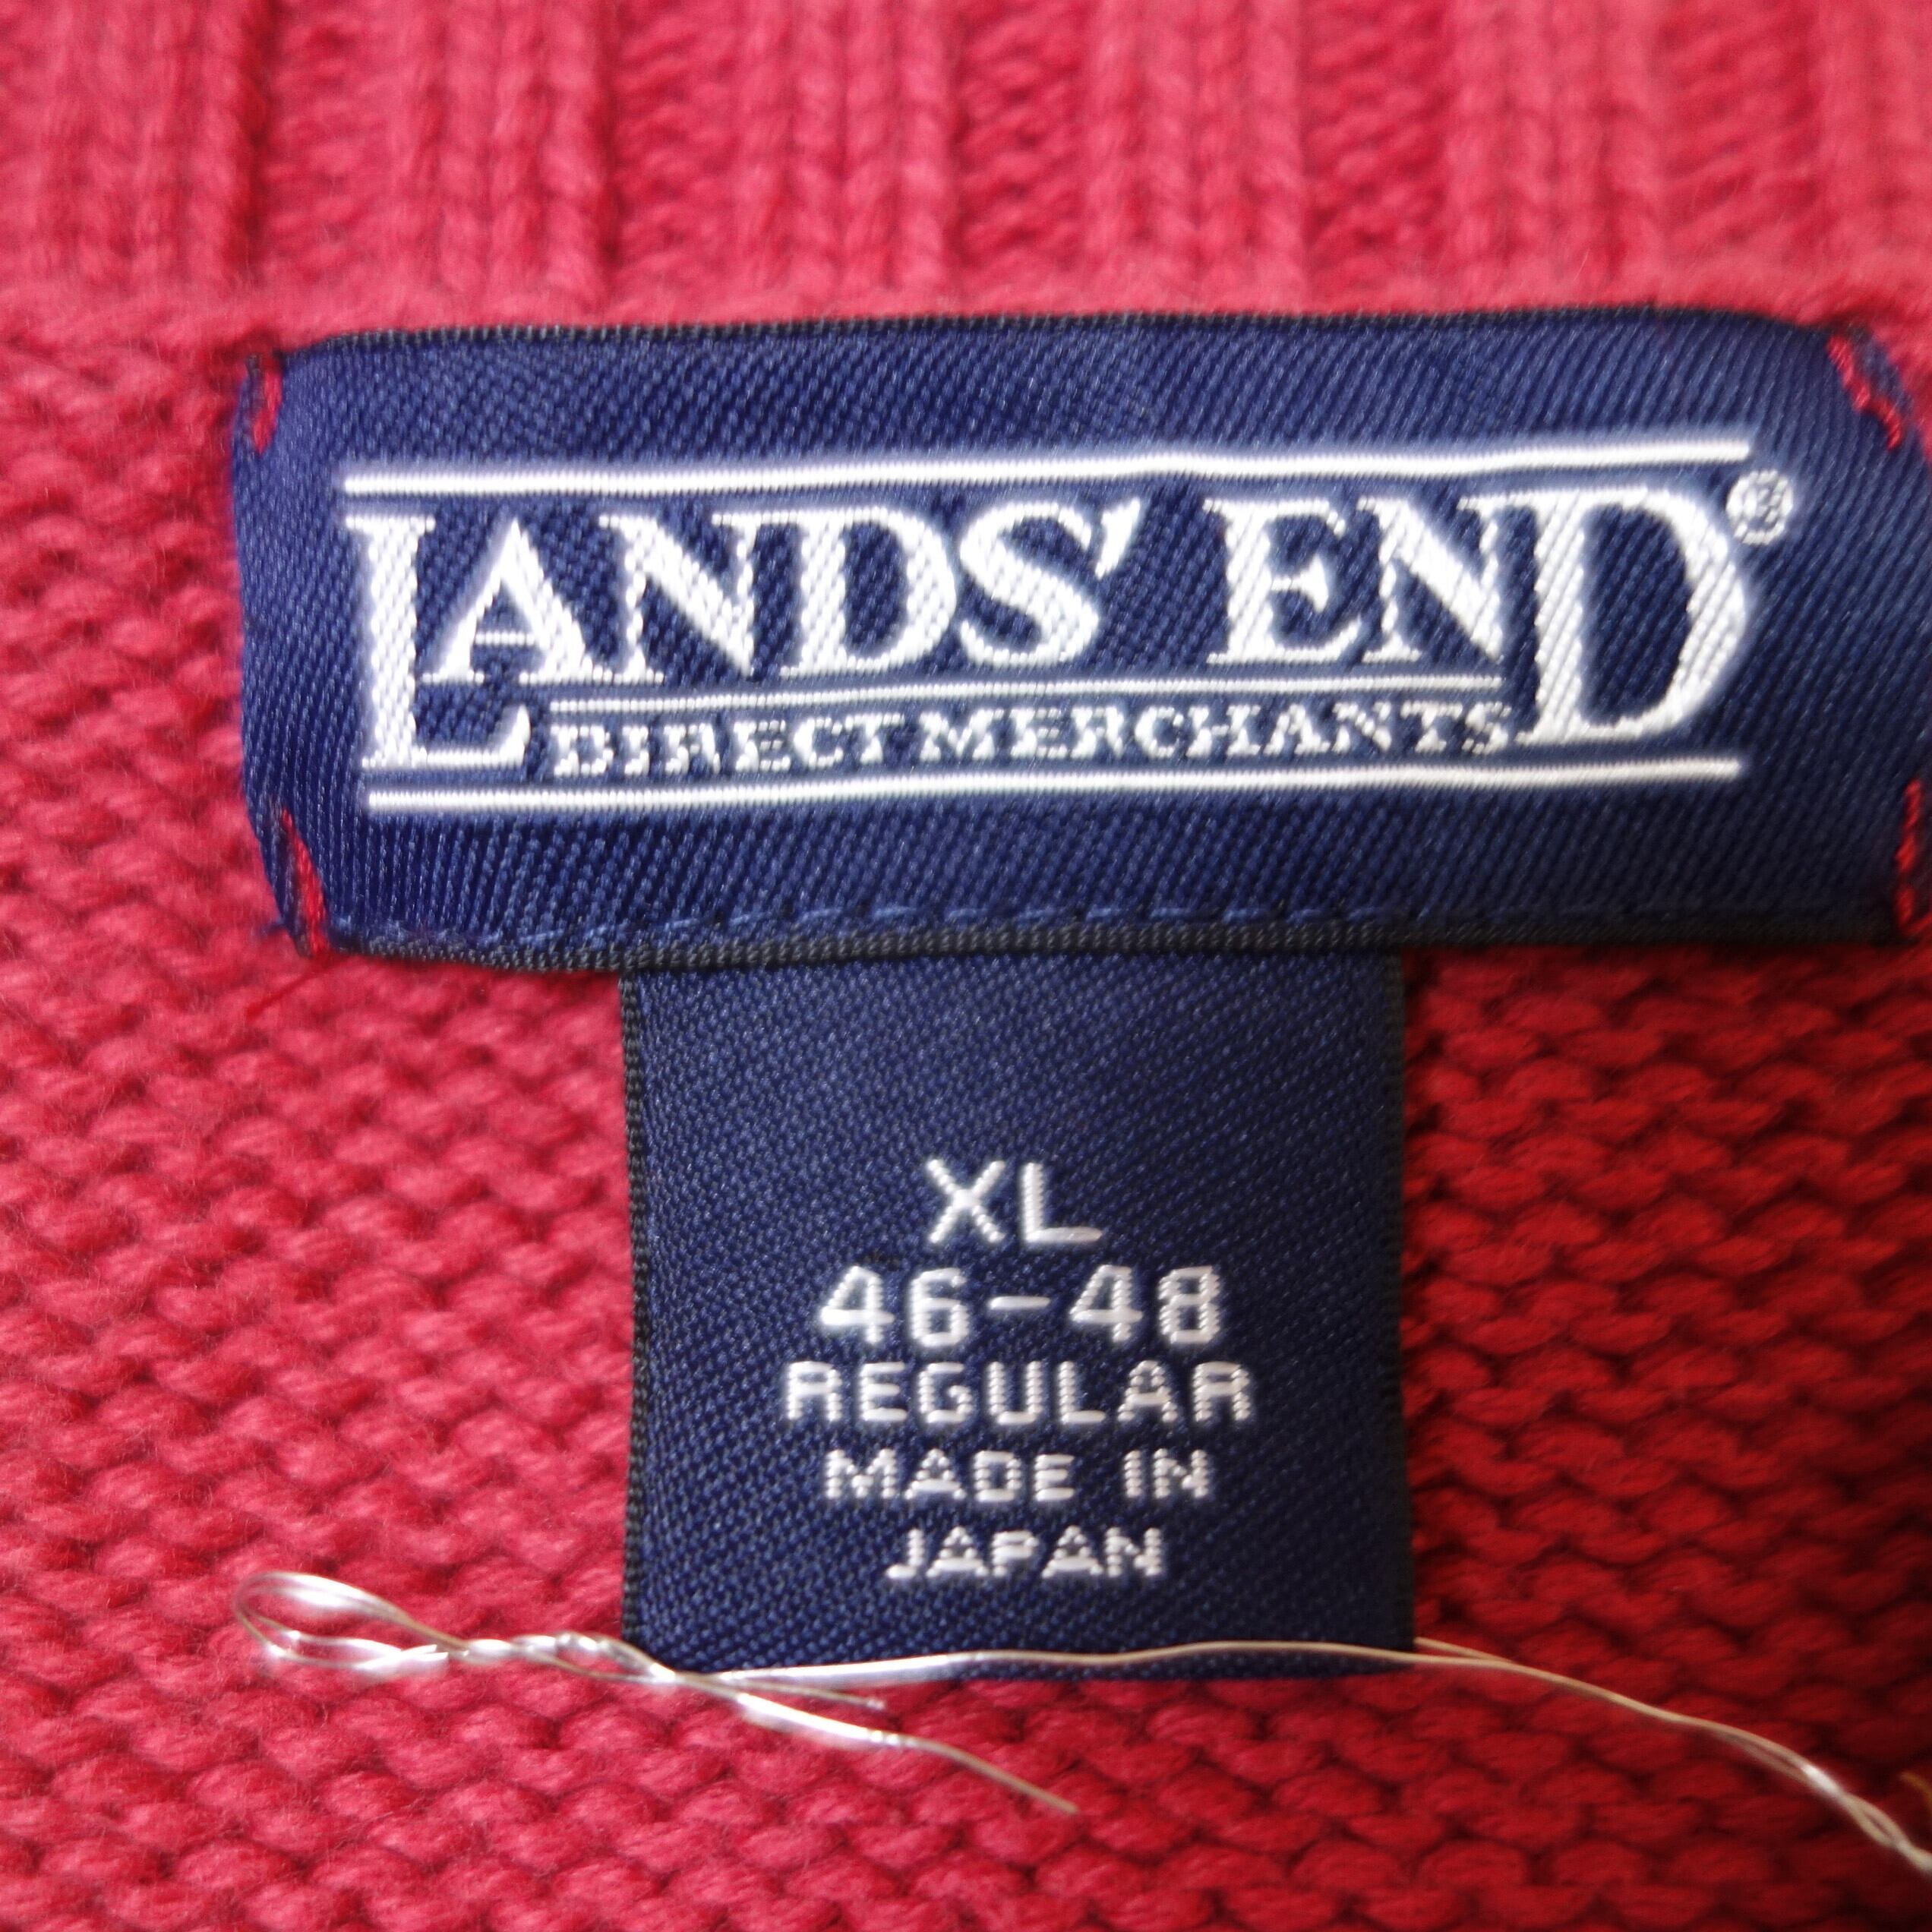 LANDS' END®
DIRECT MERCHANTS
XL
46-48
REGULAR
MADE IN
JAPAN